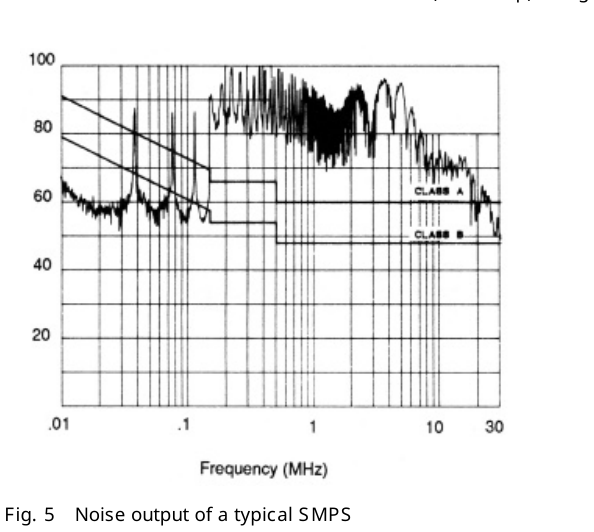 100
80
60
40
20
CLASS A
CLASS B
.01 .1 1 10 30
Frequency (MHz)
Fig. 5 Noise output of a typical SMPS